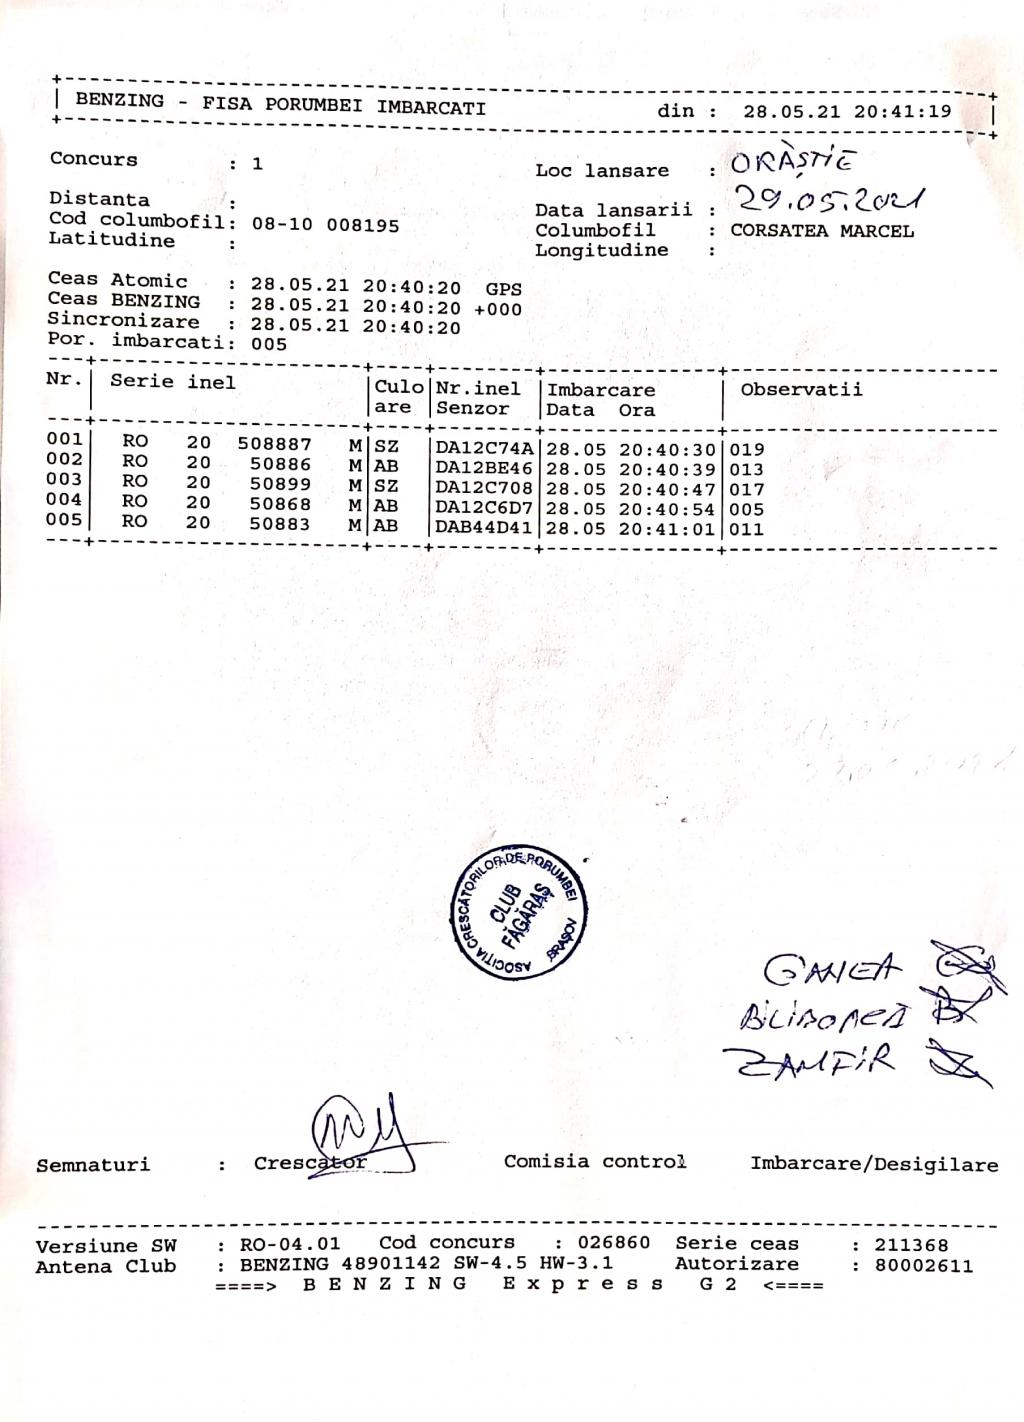 BENZING - FISA PORUMBEI IMBARCATI din : 28.05.21 20:41:19
Concurs : 1 Loc lansare : ORĂȘTIE
Distanta : Data lansarii : 29.05.2021
Cod columbofil: 08-10 008195 Columbofil : CORSATEA MARCEL
Latitudine : Longitudine :
Ceas Atomic : 28.05.21 20:40:20 GPS
Ceas BENZING : 28.05.21 20:40:20 +000
Sincronizare : 28.05.21 20:40:20
Por. imbarcati: 005
Nr.| Serie inel |Culo|Nr.inel |Imbarcare | Observatii
| |are |Senzor |Data Ora |
001| RO 20 508887 M|SZ |DA12C74A|28.05 20:40:30|019
002| RO 20 50886 M|AB |DA12BE46|28.05 20:40:39|013
003| RO 20 50899 M|SZ |DA12C708|28.05 20:40:47|017
004| RO 20 50868 M|AB |DA12C6D7|28.05 20:40:54|005
005| RO 20 50883 M|AB |DAB44D41|28.05 20:41:01|011
ASOCIȚIA CRESCĂTORILOR DE PORUMBEI
BRAȘOV
CLUB
FĂGĂRAȘ
GANEA
ZAMFIR
Semnaturi : Crescator Comisia control Imbarcare/Desigilare
Versiune SW : RO-04.01 Cod concurs : 026860 Serie ceas : 211368
Antena Club : BENZING 48901142 SW-4.5 HW-3.1 Autorizare : 80002611
====> B E N Z I N G E x p r e s s G 2 <====